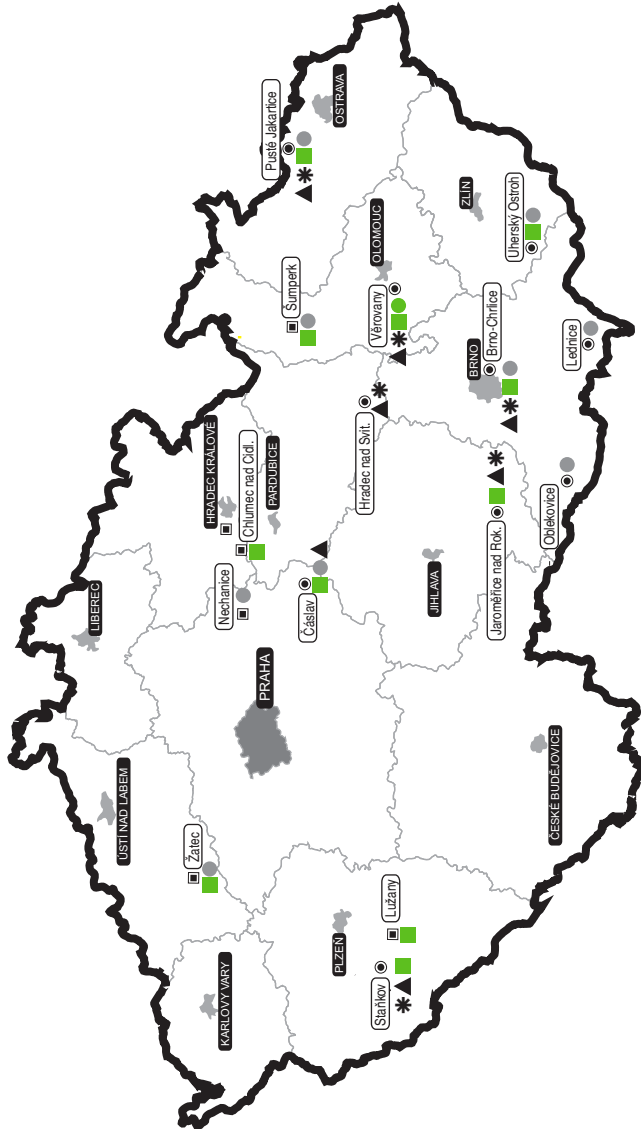 LIBEREC
ÚSTÍ NAD LABEM
KARLOVY VARY
Žatec
HRADEC KRÁLOVÉ
Chlumec nad Cidl.
Nechanice
PARDUBICE
PRAHA
Čáslav
Šumperk
Pusté Jakartice
OSTRAVA
PLZEŇ
Staňkov
Lužany
Hradec nad Svit.
Věrovany
OLOMOUC
JIHLAVA
BRNO
Brno-Chrlice
ZLÍN
Uherský Ostroh
Jaroměřice nad Rok.
ČESKÉ BUDĚJOVICE
Oblekovice
Lednice